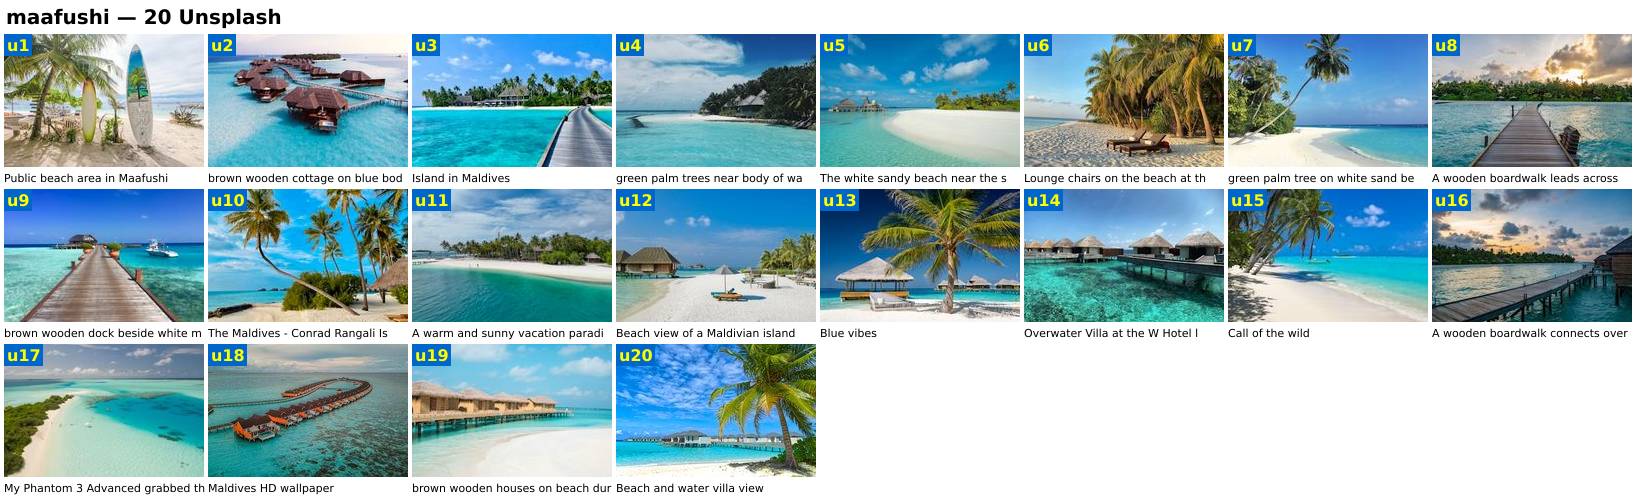 maafushi — 20 Unsplash
u1 u2 u3 u4 u5 u6 u7 u8
Public beach area in Maafushi brown wooden cottage on blue bod Island in Maldives green palm trees near body of wa The white sandy beach near the s Lounge chairs on the beach at th green palm tree on white sand be A wooden boardwalk leads across
u9 u10 u11 u12 u13 u14 u15 u16
brown wooden dock beside white m The Maldives - Conrad Rangali Is A warm and sunny vacation paradi Beach view of a Maldivian island Blue vibes Overwater Villa at the W Hotel I Call of the wild A wooden boardwalk connects over
u17 u18 u19 u20
My Phantom 3 Advanced grabbed th Maldives HD wallpaper brown wooden houses on beach dur Beach and water villa view